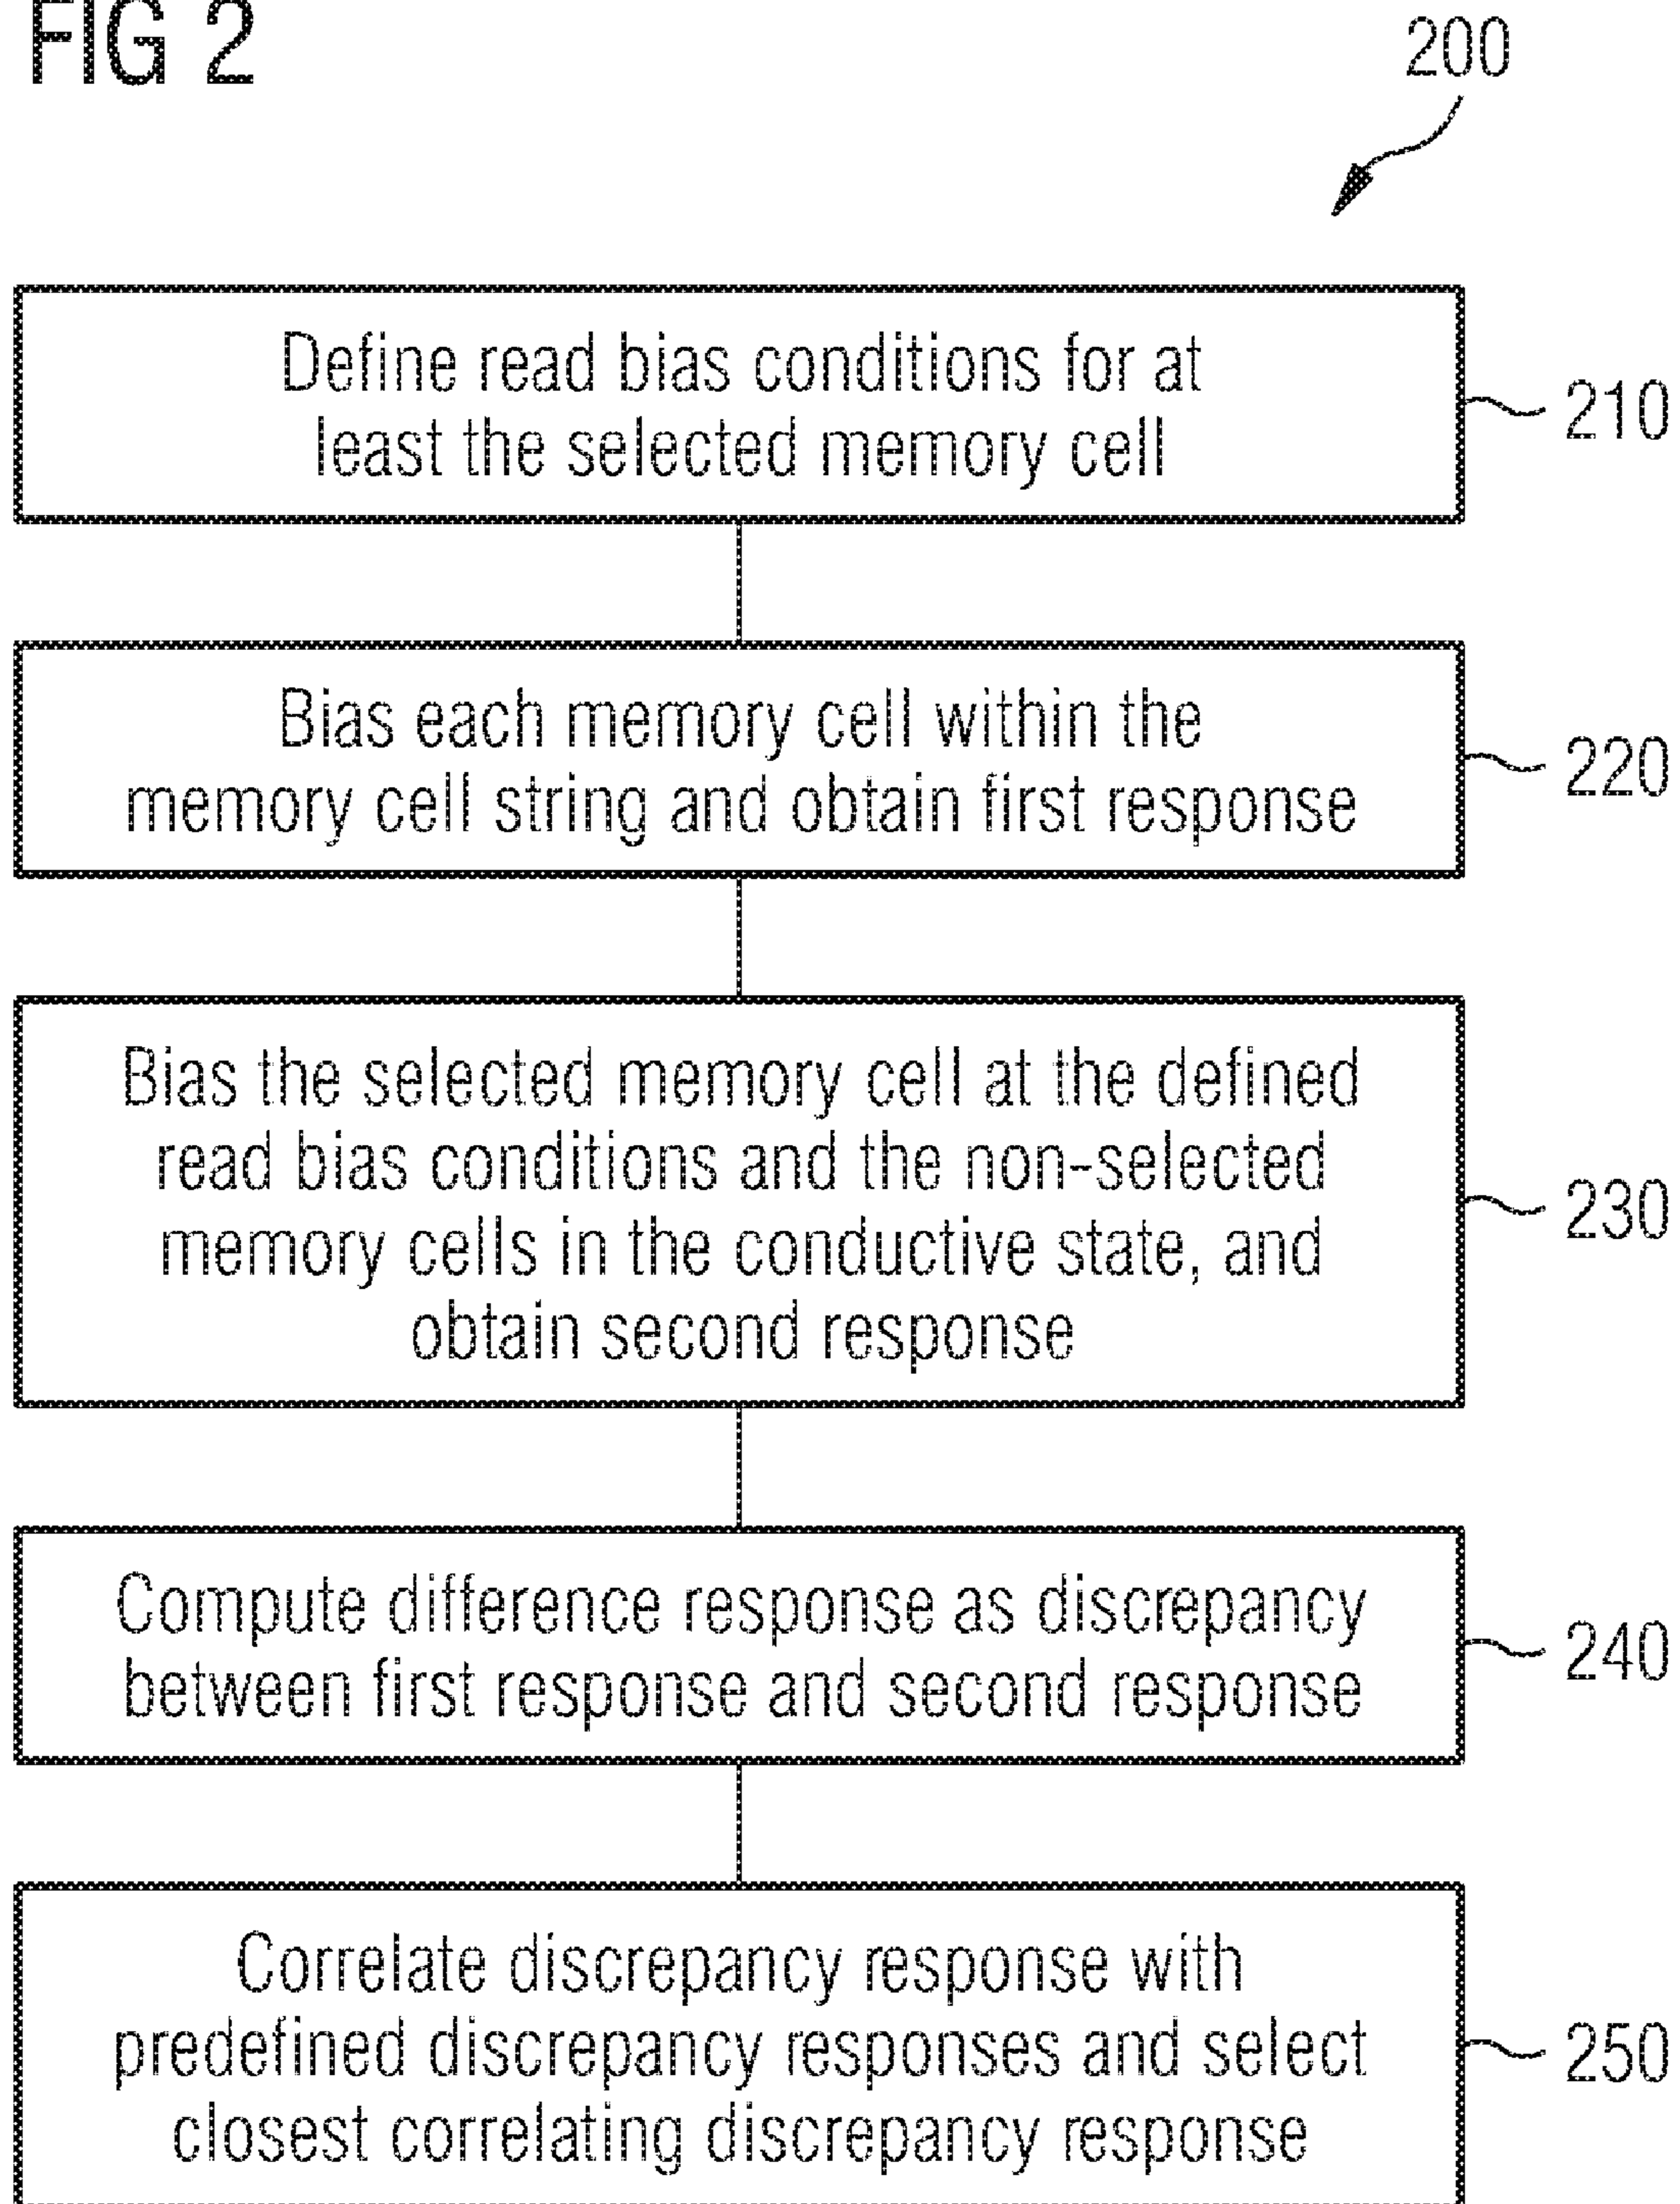 FIG 2
200
Define read bias conditions for at
least the selected memory cell
210
Bias each memory cell within the
memory cell string and obtain first response
220
Bias the selected memory cell at the defined
read bias conditions and the non-selected
memory cells in the conductive state, and
obtain second response
230
Compute difference response as discrepancy
between first response and second response
240
Correlate discrepancy response with
predefined discrepancy responses and select
closest correlating discrepancy response
250